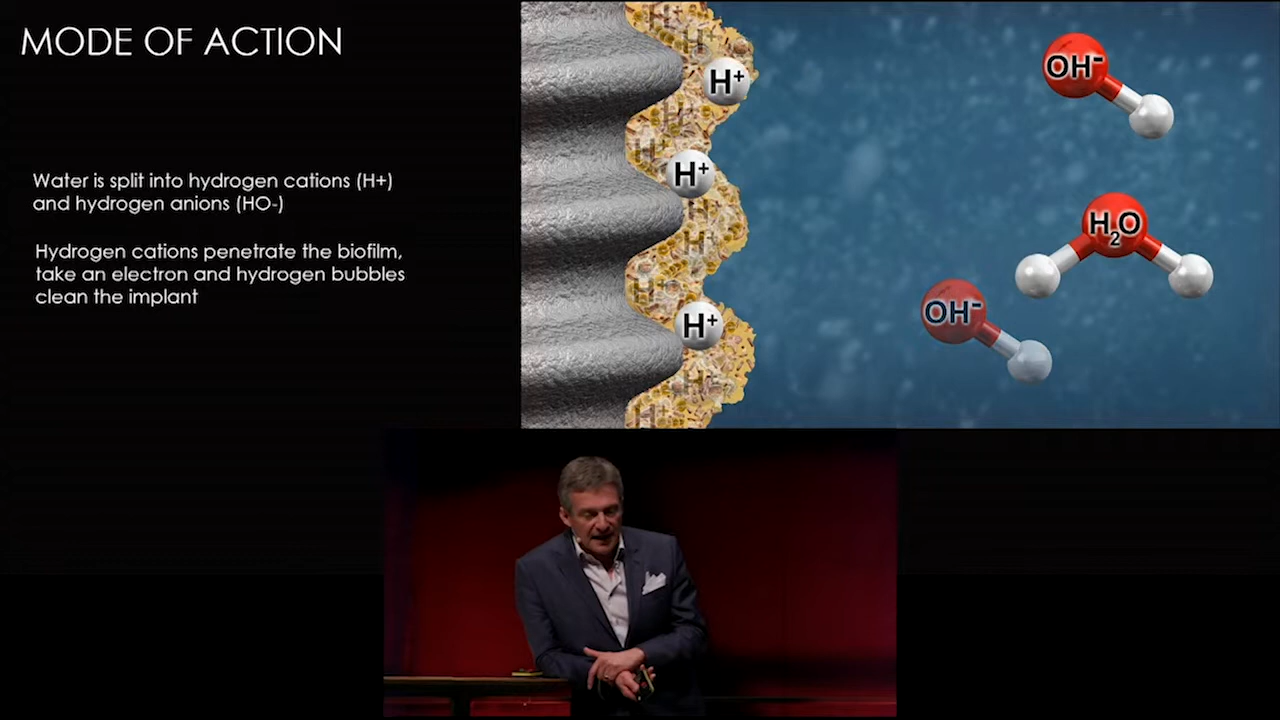 MODE OF ACTION
Water is split into hydrogen cations (H+)
and hydrogen anions (HO-)
Hydrogen cations penetrate the biofilm,
take an electron and hydrogen bubbles
clean the implant
H+
H+
H+
OH-
H2O
OH-